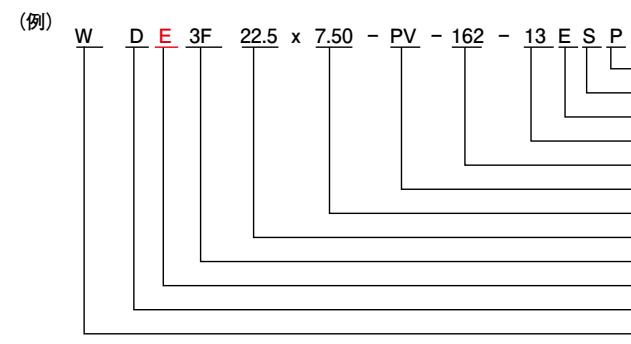 (例)
W D E 3F 22.5 x 7.50 - PV - 162 - 13 E S P